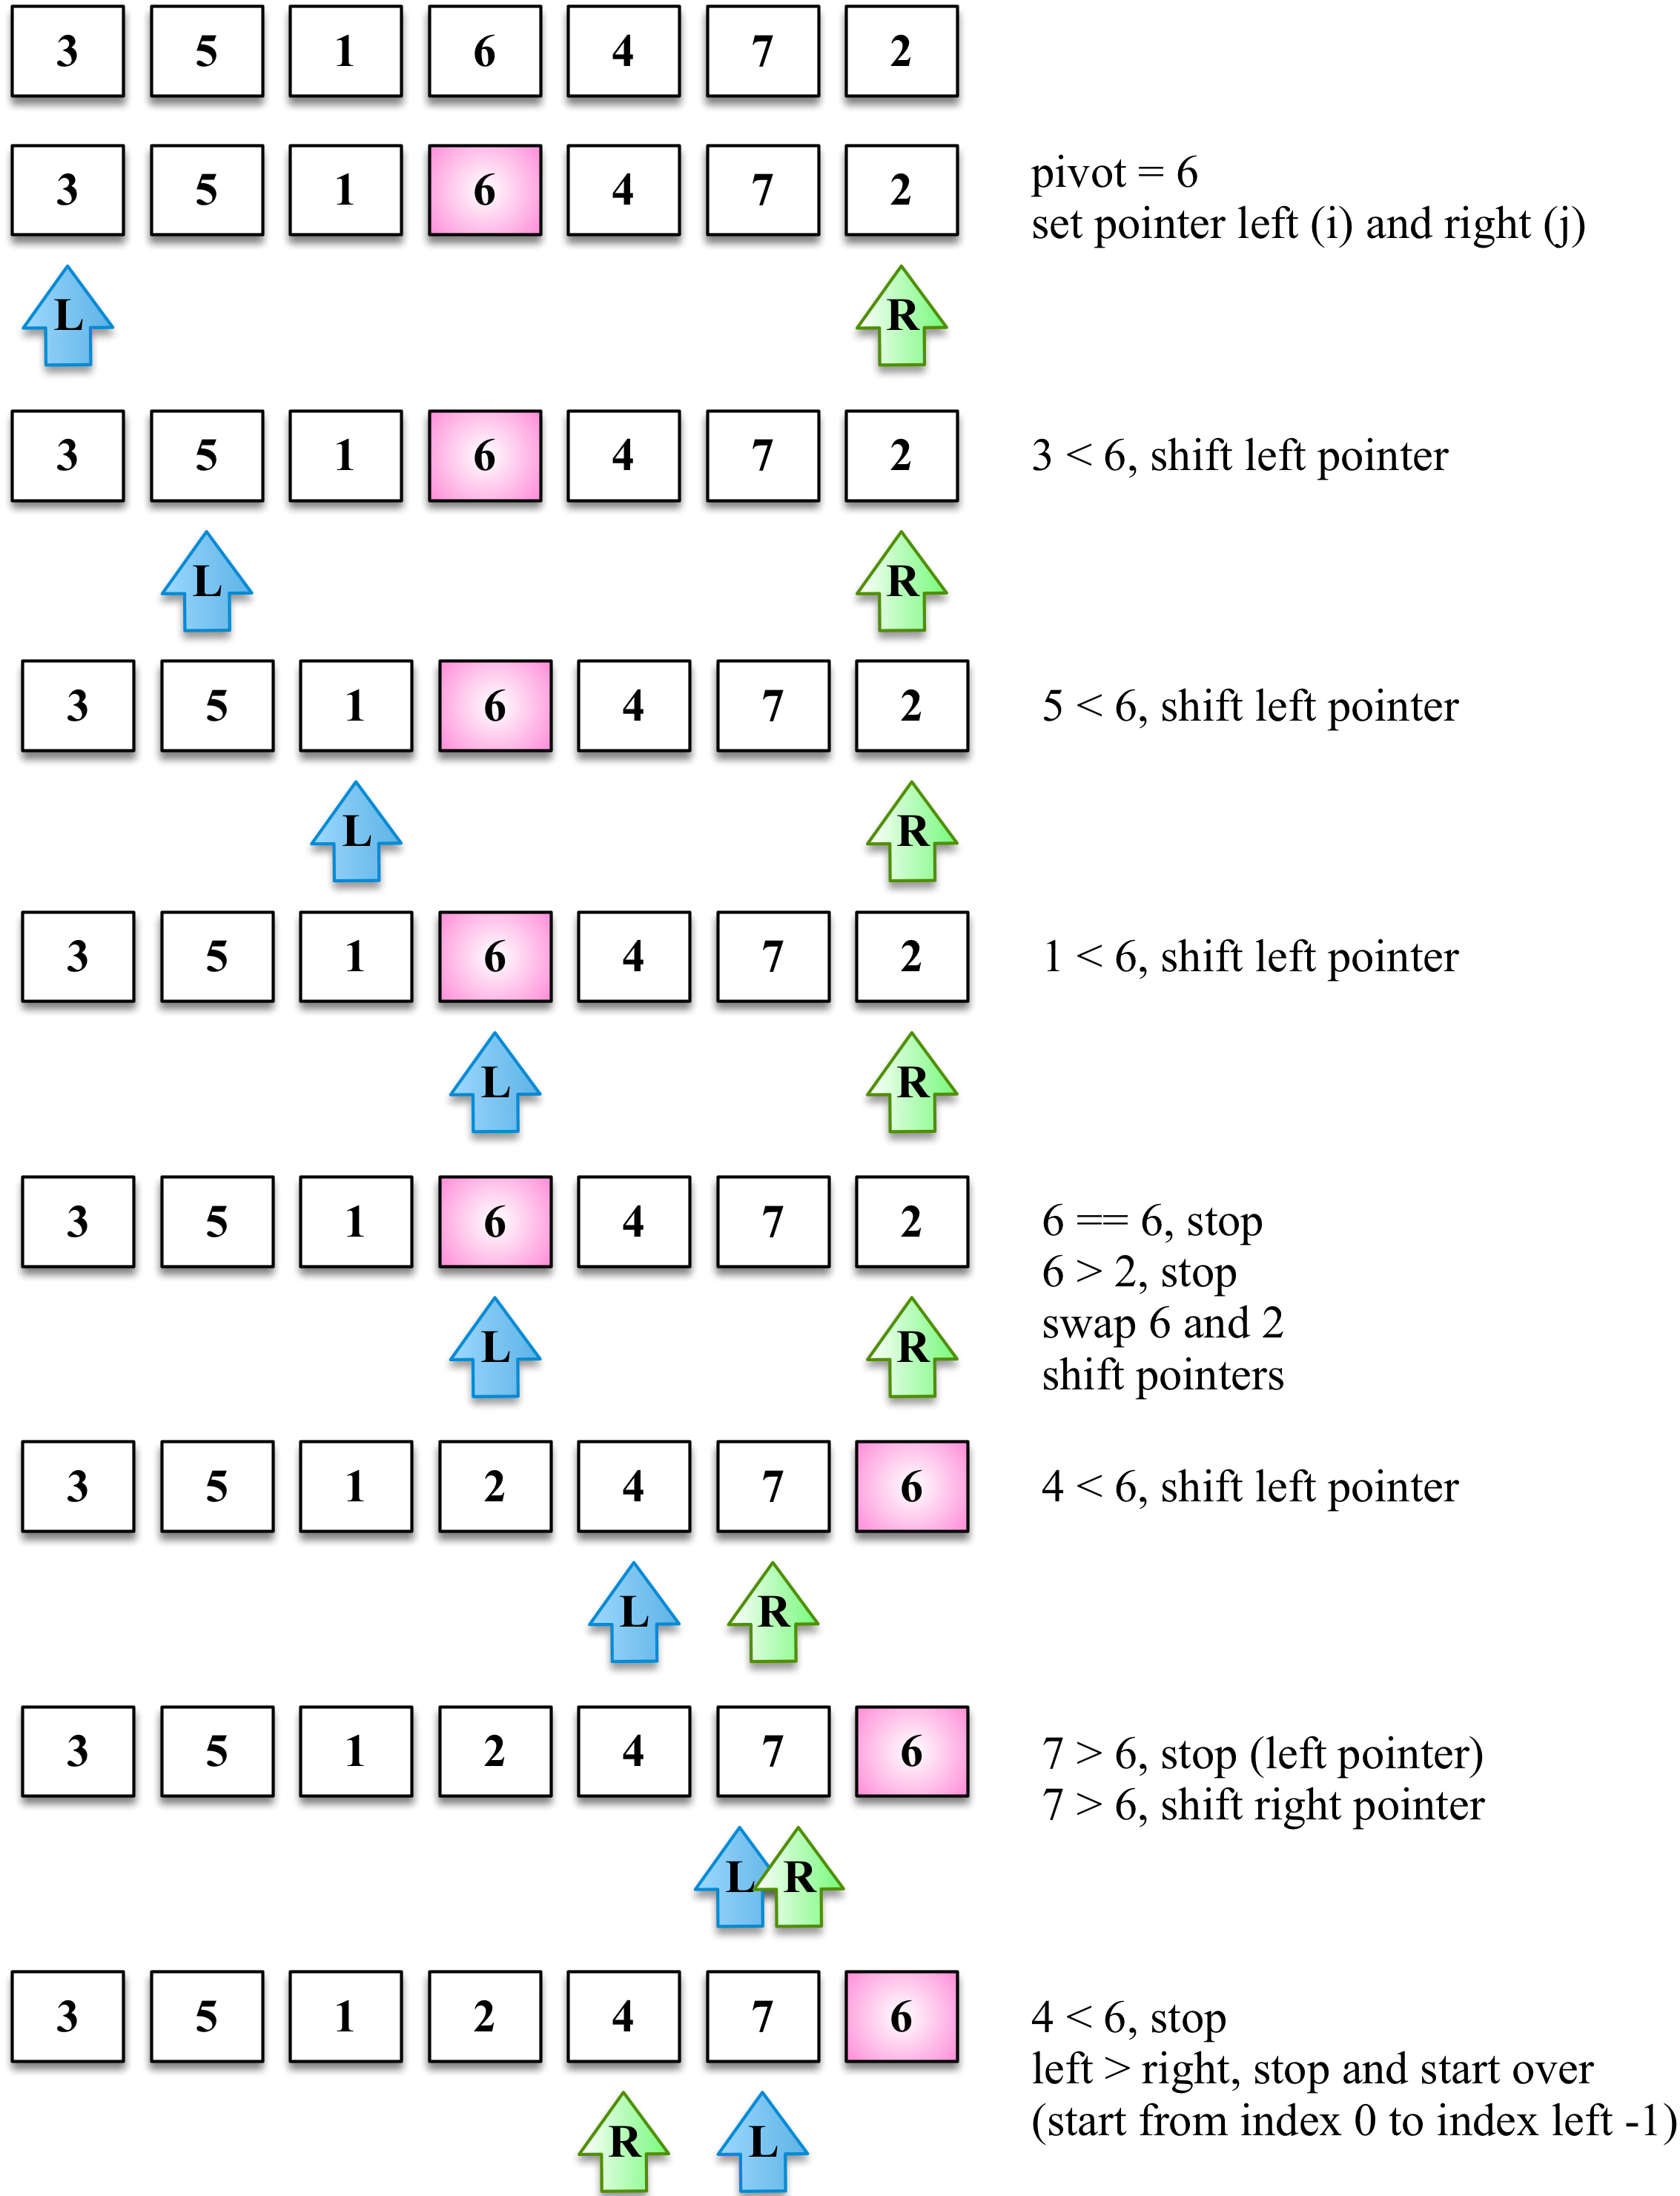 3 5 1 6 4 7 2
3 5 1 6 4 7 2
pivot = 6
set pointer left (i) and right (j)
L R
3 5 1 6 4 7 2
3 < 6, shift left pointer
L R
3 5 1 6 4 7 2
5 < 6, shift left pointer
L R
3 5 1 6 4 7 2
1 < 6, shift left pointer
L R
3 5 1 6 4 7 2
6 == 6, stop
6 > 2, stop
swap 6 and 2
shift pointers
L R
3 5 1 2 4 7 6
4 < 6, shift left pointer
L R
3 5 1 2 4 7 6
7 > 6, stop (left pointer)
7 > 6, shift right pointer
L R
3 5 1 2 4 7 6
4 < 6, stop
left > right, stop and start over
(start from index 0 to index left -1)
R L